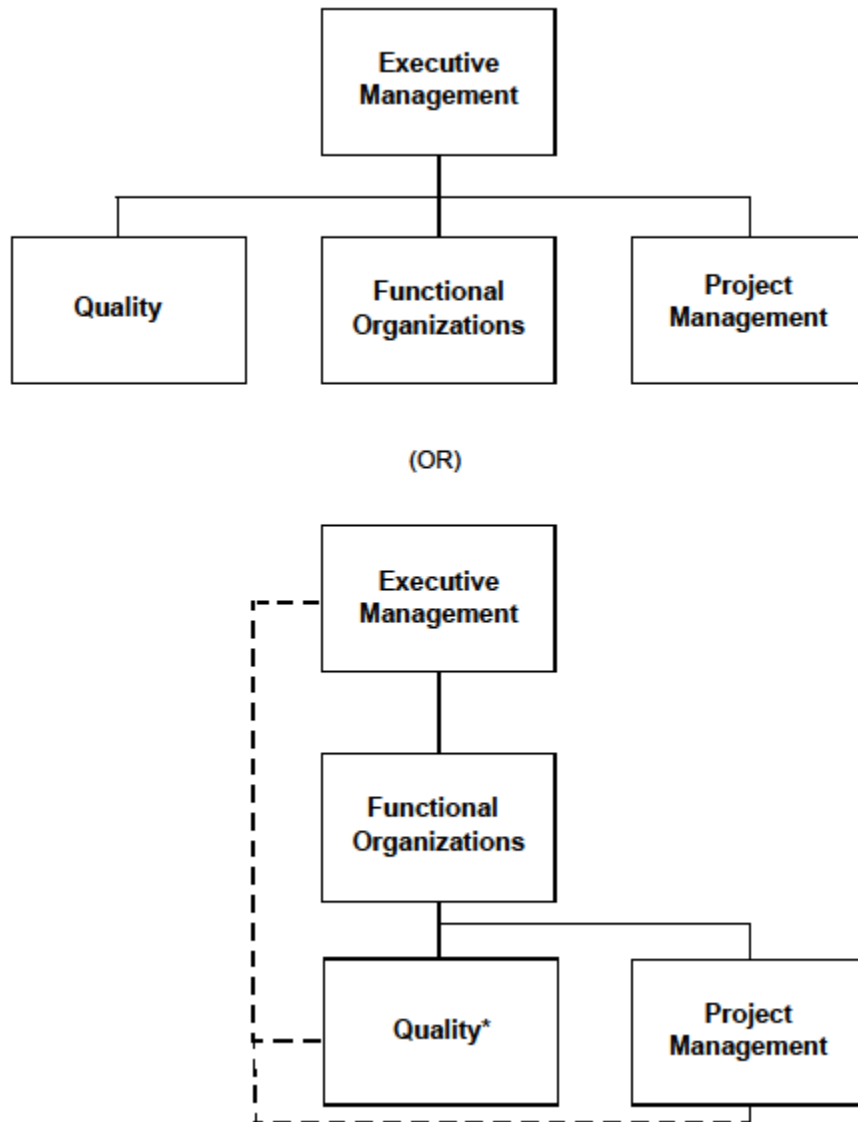 Executive
Management
Quality
Functional
Organizations
Project
Management
(OR)
Executive
Management
Functional
Organizations
Quality*
Project
Management